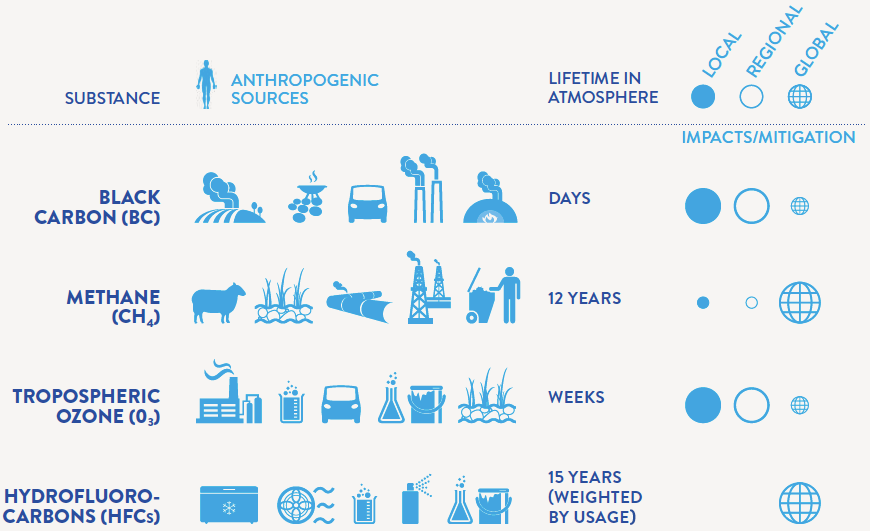 SUBSTANCE
ANTHROPOGENIC
SOURCES
LIFETIME IN
ATMOSPHERE
LOCAL
REGIONAL
GLOBAL
IMPACTS/MITIGATION
BLACK
CARBON (BC)
DAYS
METHANE
(CH₄)
12 YEARS
TROPOSPHERIC
OZONE (0₃)
WEEKS
HYDROFLUORO-
CARBONS (HFCs)
15 YEARS
(WEIGHTED
BY USAGE)